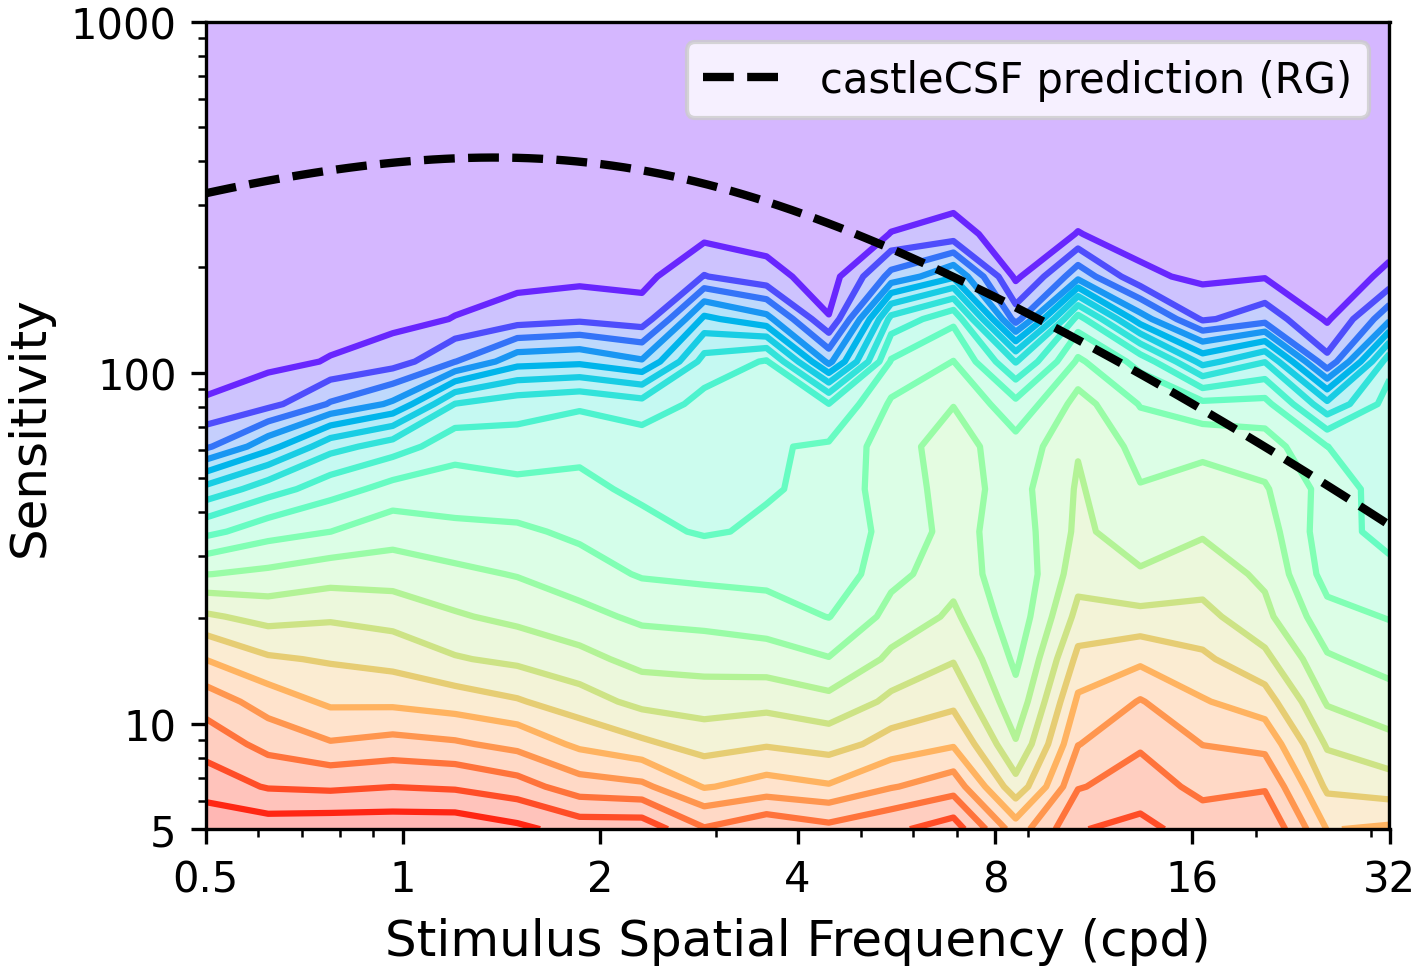 1000
castleCSF prediction (RG)
Sensitivity
100
10
5
0.5 1 2 4 8 16 32
Stimulus Spatial Frequency (cpd)